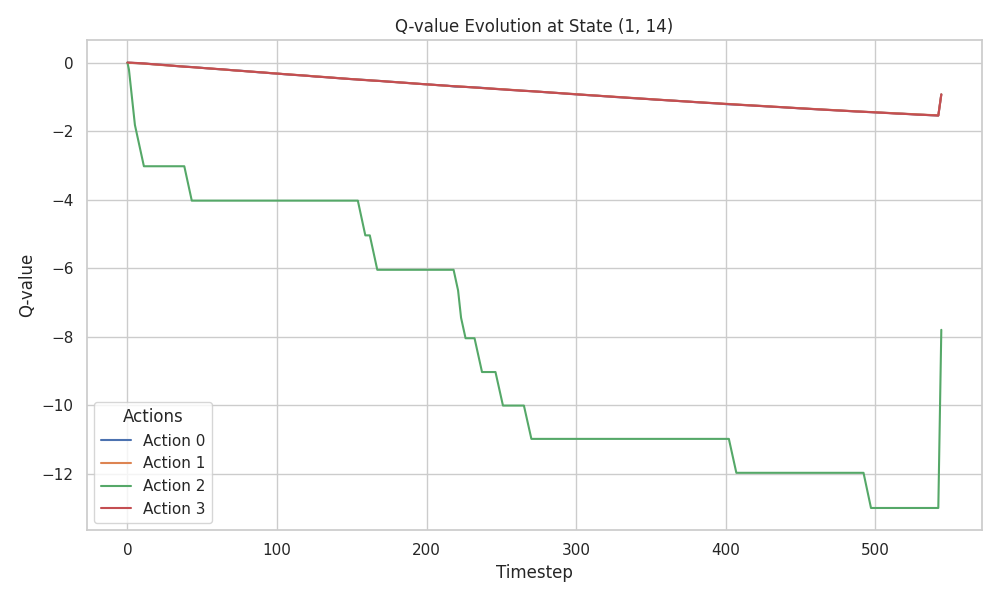 Q-value Evolution at State (1, 14)
Q-value
0
−2
−4
−6
−8
−10
−12
Actions
Action 0
Action 1
Action 2
Action 3
0 100 200 300 400 500
Timestep